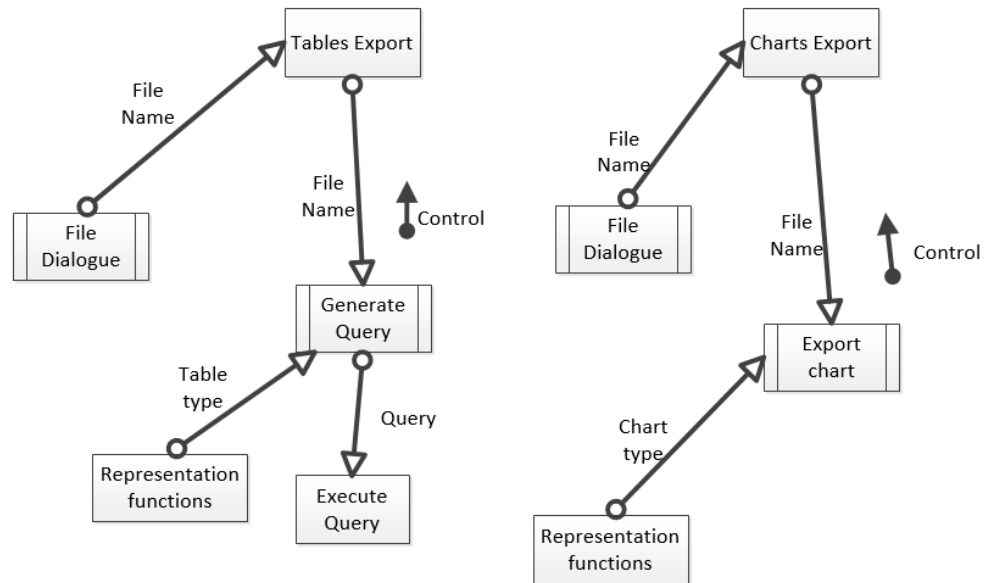 Tables Export
File
Name
File
Dialogue
File
Name
Control
Generate
Query
Table
type
Query
Representation
functions
Execute
Query
Charts Export
File
Name
File
Dialogue
File
Name
Control
Export
chart
Chart
type
Representation
functions